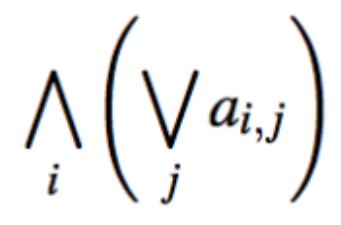 ⋀_i ( ⋁_j a_{i,j} )